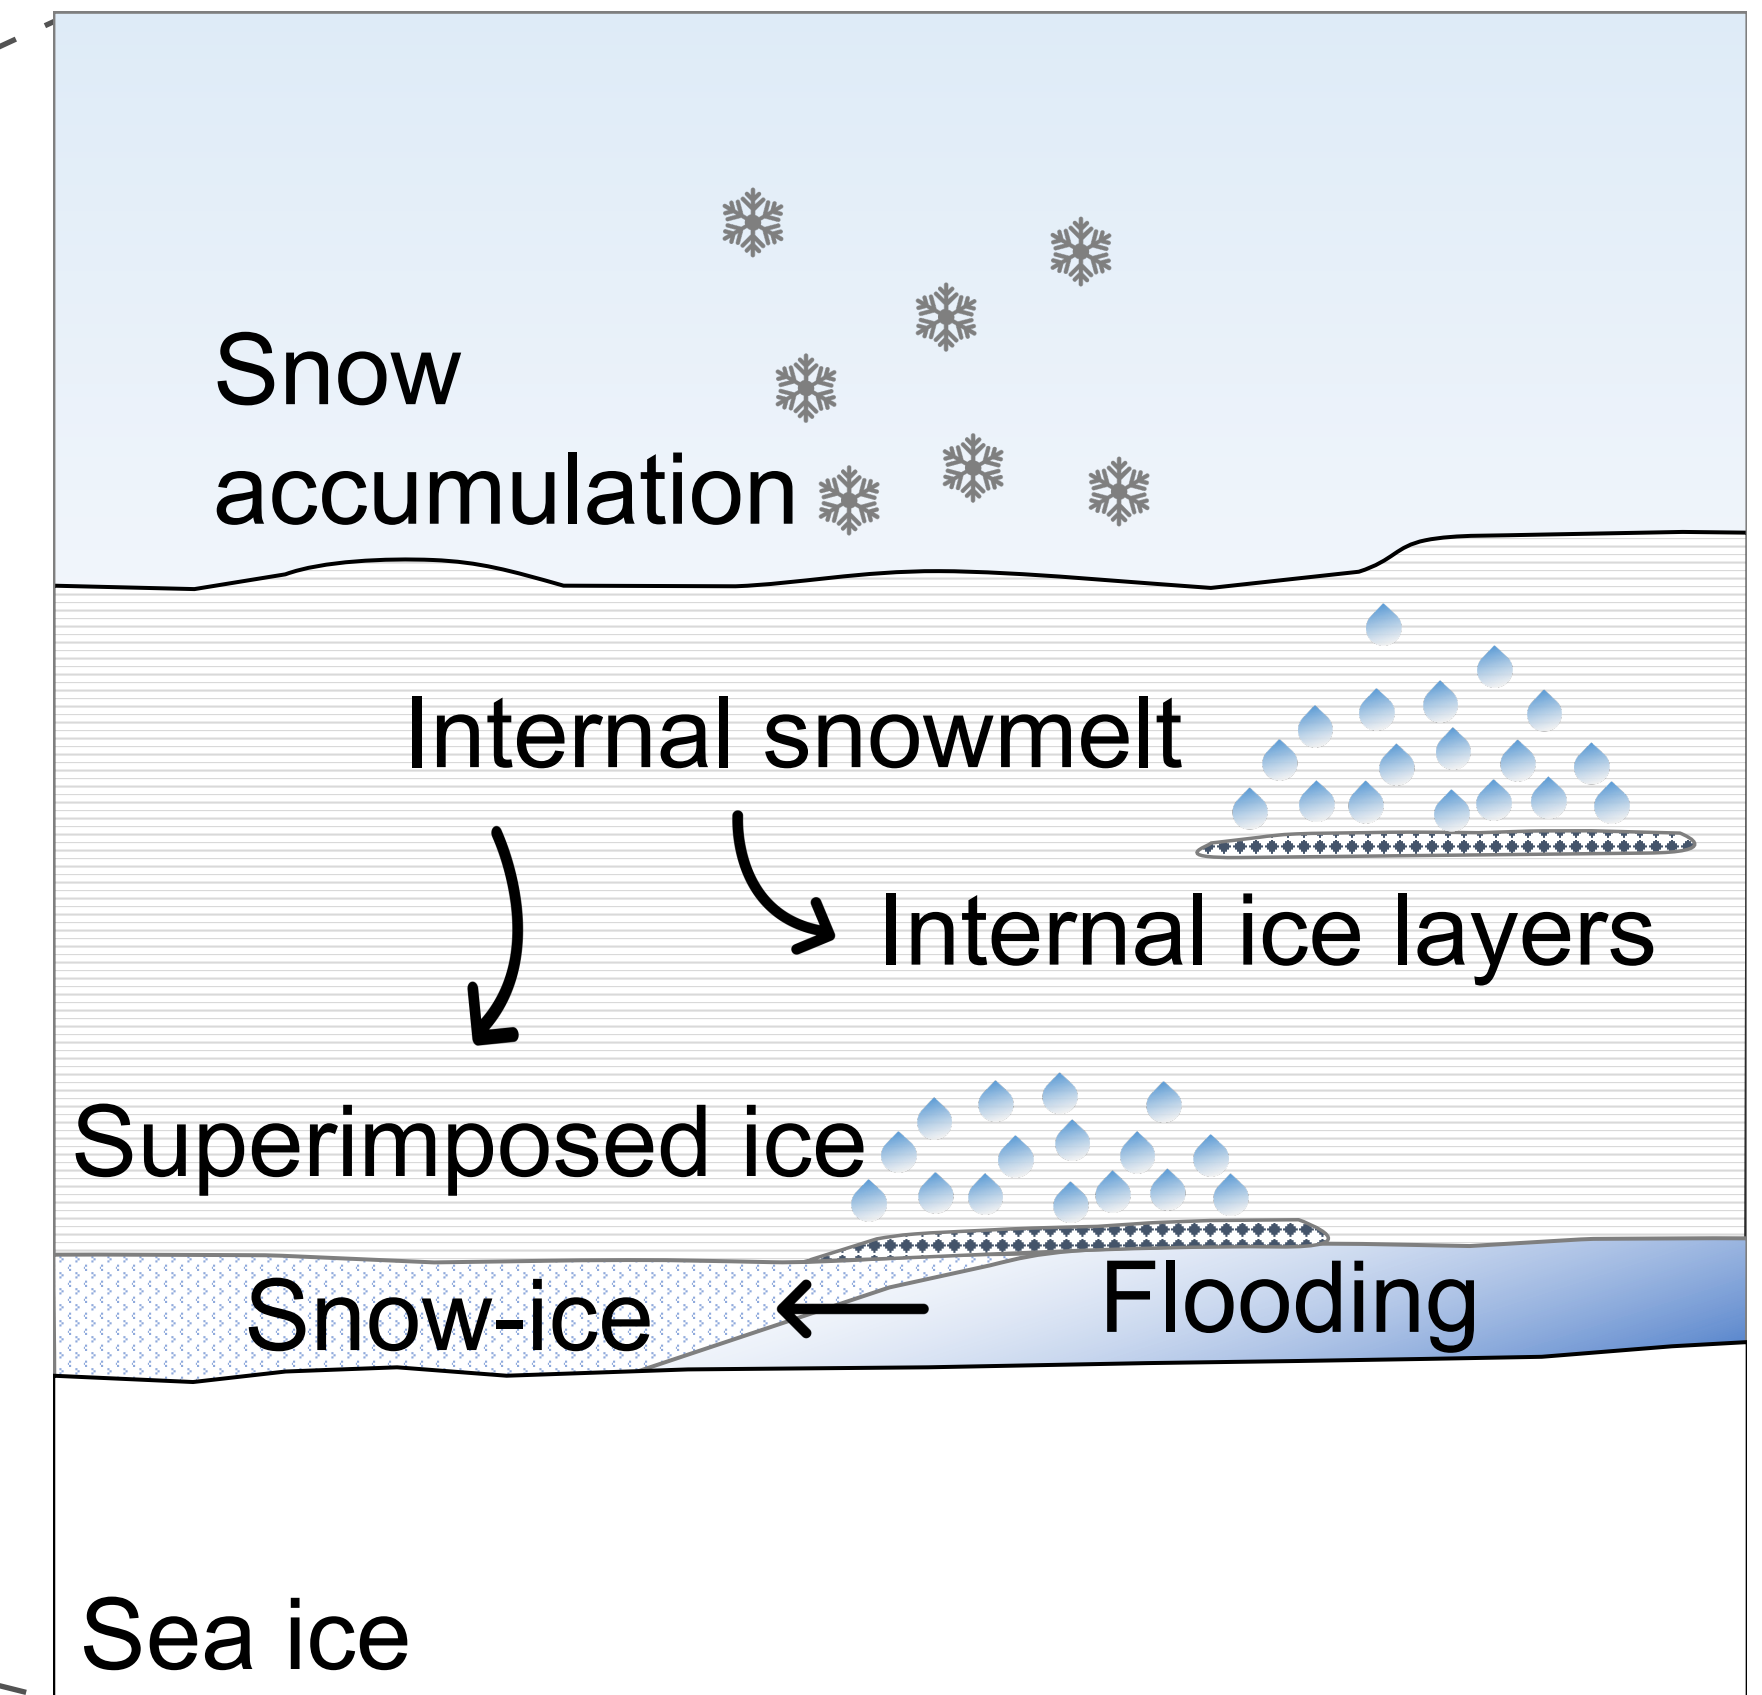 Snow
accumulation
Internal snowmelt
Internal ice layers
Superimposed ice
Snow-ice
Flooding
Sea ice